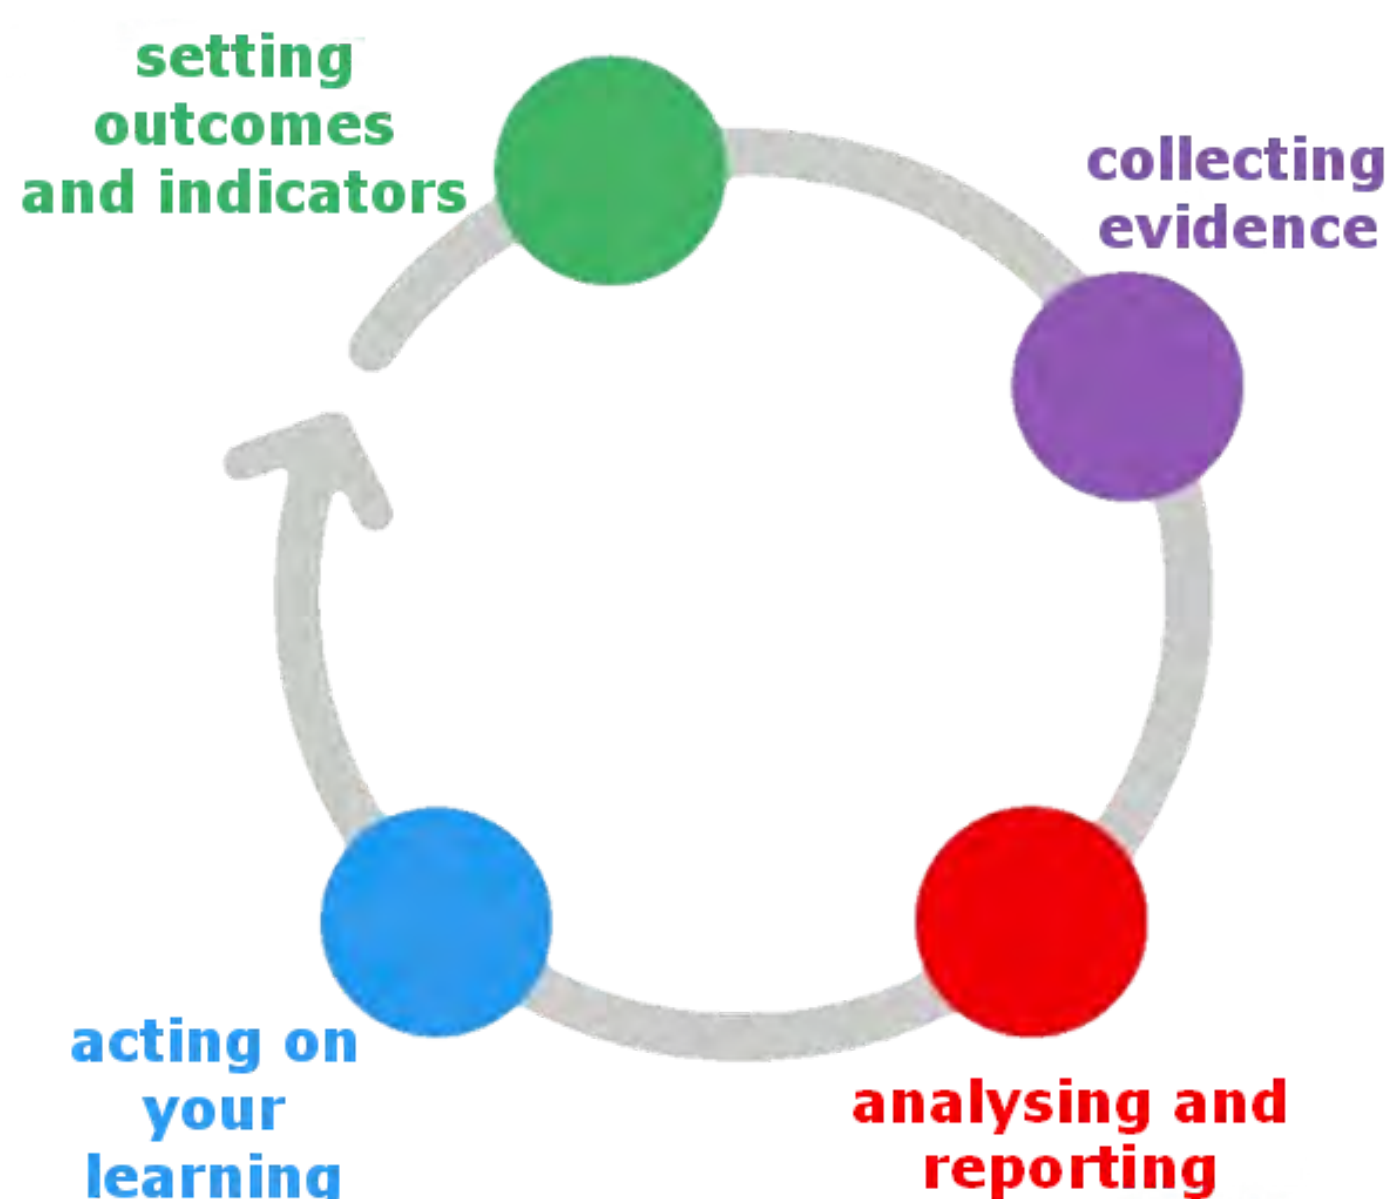 setting
outcomes
and indicators
collecting
evidence
analysing and
reporting
acting on
your
learning